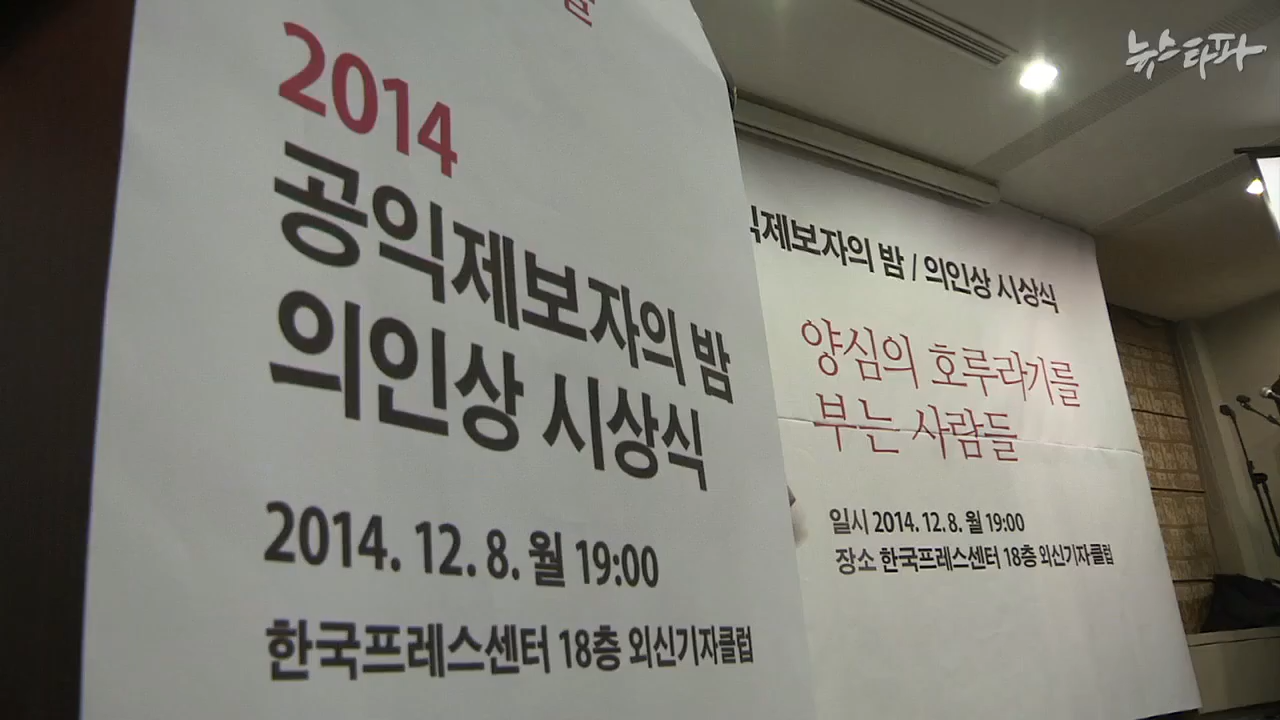 뉴스타파
2014
공익제보자의 밤
의인상 시상식
2014. 12. 8. 월 19:00
한국프레스센터 18층 외신기자클럽
익제보자의 밤 / 의인상 시상식
양심의 호루라기를
부는 사람들
일시 2014. 12. 8. 월 19:00
장소 한국프레스센터 18층 외신기자클럽